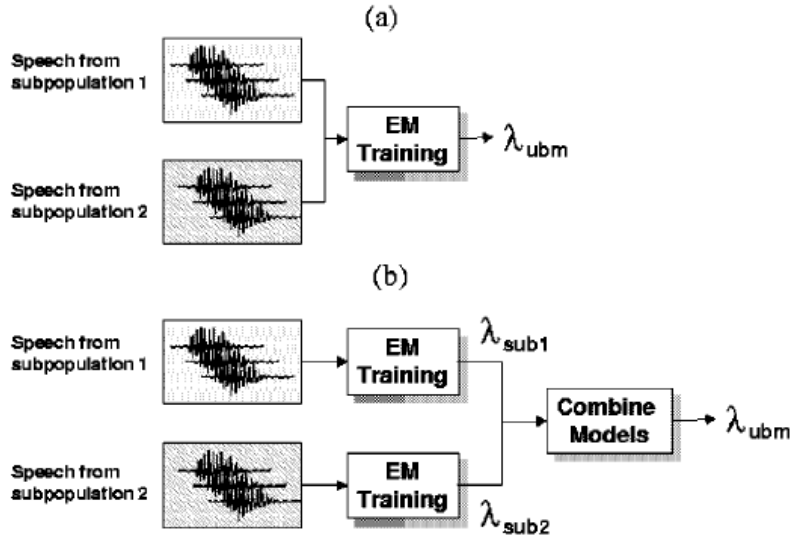 (a)
Speech from
subpopulation 1
EM
Training
λubm
Speech from
subpopulation 2
(b)
Speech from
subpopulation 1
EM
Training
λsub1
Combine
Models
λubm
Speech from
subpopulation 2
EM
Training
λsub2